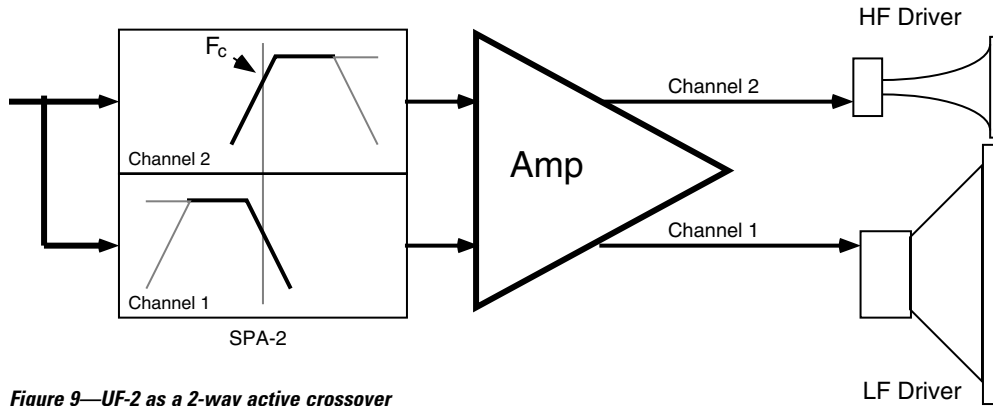 HF Driver
Fc
Channel 2
Channel 2
Amp
Channel 1
Channel 1
SPA-2
LF Driver
Figure 9—UF-2 as a 2-way active crossover